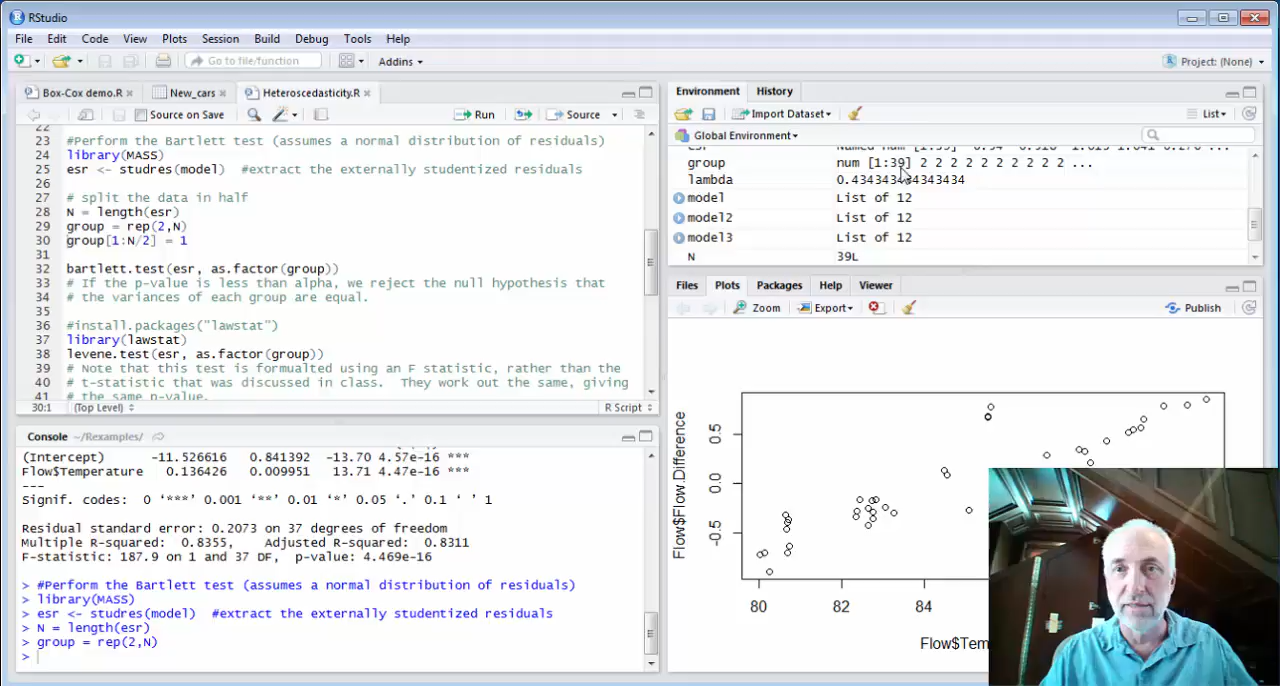 RStudio
File Edit Code View Plots Session Build Debug Tools Help
Go to file/function Addins Project: (None)
Box-Cox demo.R New_cars Heteroscedasticity.R
Source on Save Run Source
22
23 #Perform the Bartlett test (assumes a normal distribution of residuals)
24 library(MASS)
25 esr <- studres(model)  #extract the externally studentized residuals
26
27 # split the data in half
28 N = length(esr)
29 group = rep(2,N)
30 group[1:N/2] = 1
31
32 bartlett.test(esr, as.factor(group))
33 # If the p-value is less than alpha, we reject the null hypothesis that
34 # the variances of each group are equal.
35
36 #install.packages("lawstat")
37 library(lawstat)
38 levene.test(esr, as.factor(group))
39 # Note that this test is formualted using an F statistic, rather than the
40 # t-statistic that was discussed in class.  They work out the same, giving
41 # the same p-value.
30:1 (Top Level) R Script
Console ~/Rexamples/
(Intercept) -11.526616 0.841392 -13.70 4.57e-16 ***
Flow$Temperature 0.136426 0.009951 13.71 4.47e-16 ***
---
Signif. codes:  0 ‘***’ 0.001 ‘**’ 0.01 ‘*’ 0.05 ‘.’ 0.1 ‘ ’ 1
Residual standard error: 0.2073 on 37 degrees of freedom
Multiple R-squared:  0.8355, Adjusted R-squared:  0.8311
F-statistic: 187.9 on 1 and 37 DF,  p-value: 4.469e-16
> #Perform the Bartlett test (assumes a normal distribution of residuals)
> library(MASS)
> esr <- studres(model)  #extract the externally studentized residuals
> N = length(esr)
> group = rep(2,N)
>
Environment History
Import Dataset List
Global Environment
group num [1:39] 2 2 2 2 2 2 2 2 2 2 ...
lambda 0.434343434343434
model List of 12
model2 List of 12
model3 List of 12
N 39L
Files Plots Packages Help Viewer
Zoom Export Publish
Flow$Flow.Difference
0.5
0.0
-0.5
80 82 84
Flow$Tem